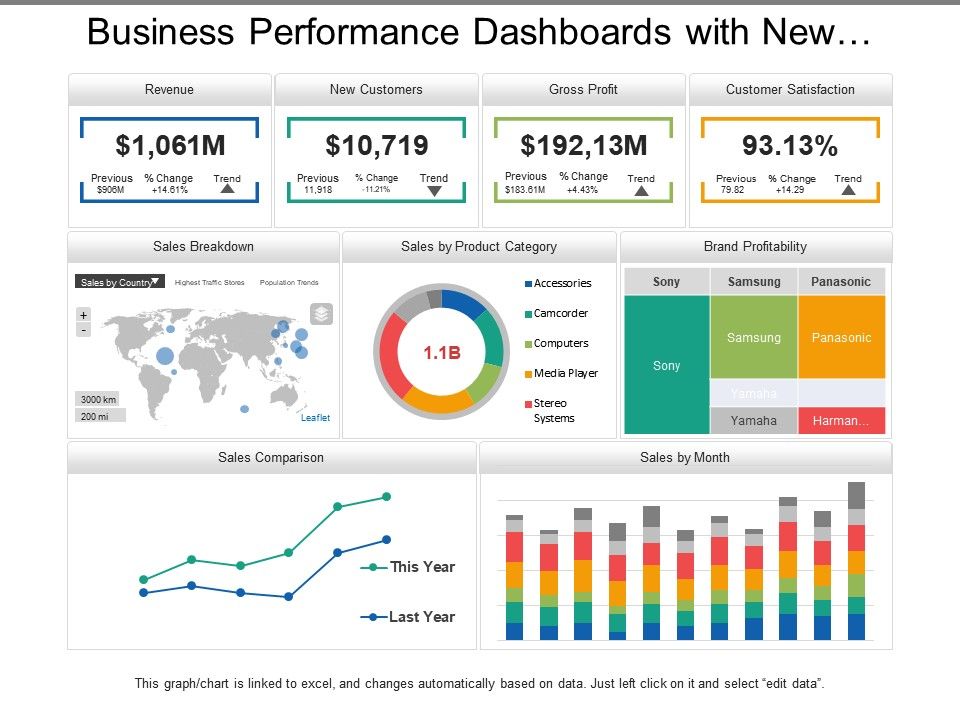 Business Performance Dashboards with New…
Revenue
New Customers
Gross Profit
Customer Satisfaction
$1,061M
$10,719
$192,13M
93.13%
Previous % Change Trend
$906M +14.61%
Previous % Change Trend
11,918 -11.21%
Previous % Change Trend
$183.61M +4.43%
Previous % Change Trend
79.82 +14.29
Sales Breakdown
Sales by Product Category
Brand Profitability
Sales by Country
Highest Traffic Stores
Population Trends
+
-
3000 km
200 mi
Leaflet
1.1B
Accessories
Camcorder
Computers
Media Player
Stereo
Systems
Sony Samsung Panasonic
Sony
Samsung
Panasonic
Yamaha
Yamaha
Harman...
Sales Comparison
Sales by Month
This Year
Last Year
This graph/chart is linked to excel, and changes automatically based on data. Just left click on it and select “edit data”.